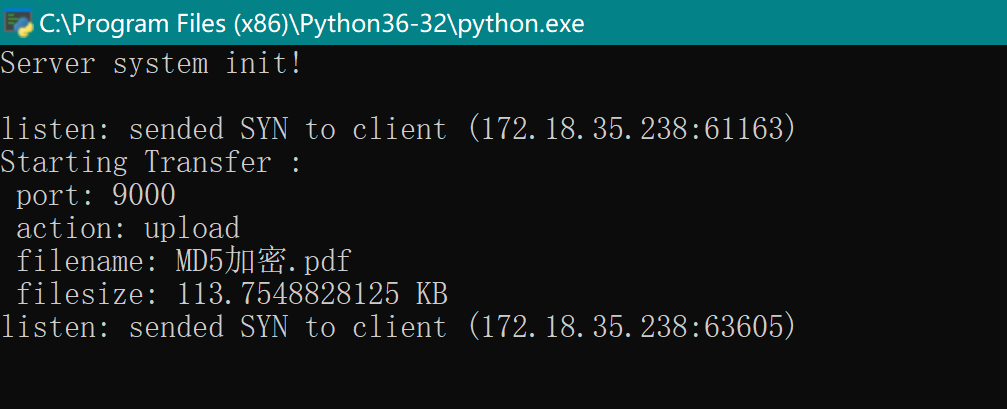 C:\Program Files (x86)\Python36-32\python.exe
Server system init!
listen: sended SYN to client (172.18.35.238:61163)
Starting Transfer :
port: 9000
action: upload
filename: MD5加密.pdf
filesize: 113.7548828125 KB
listen: sended SYN to client (172.18.35.238:63605)